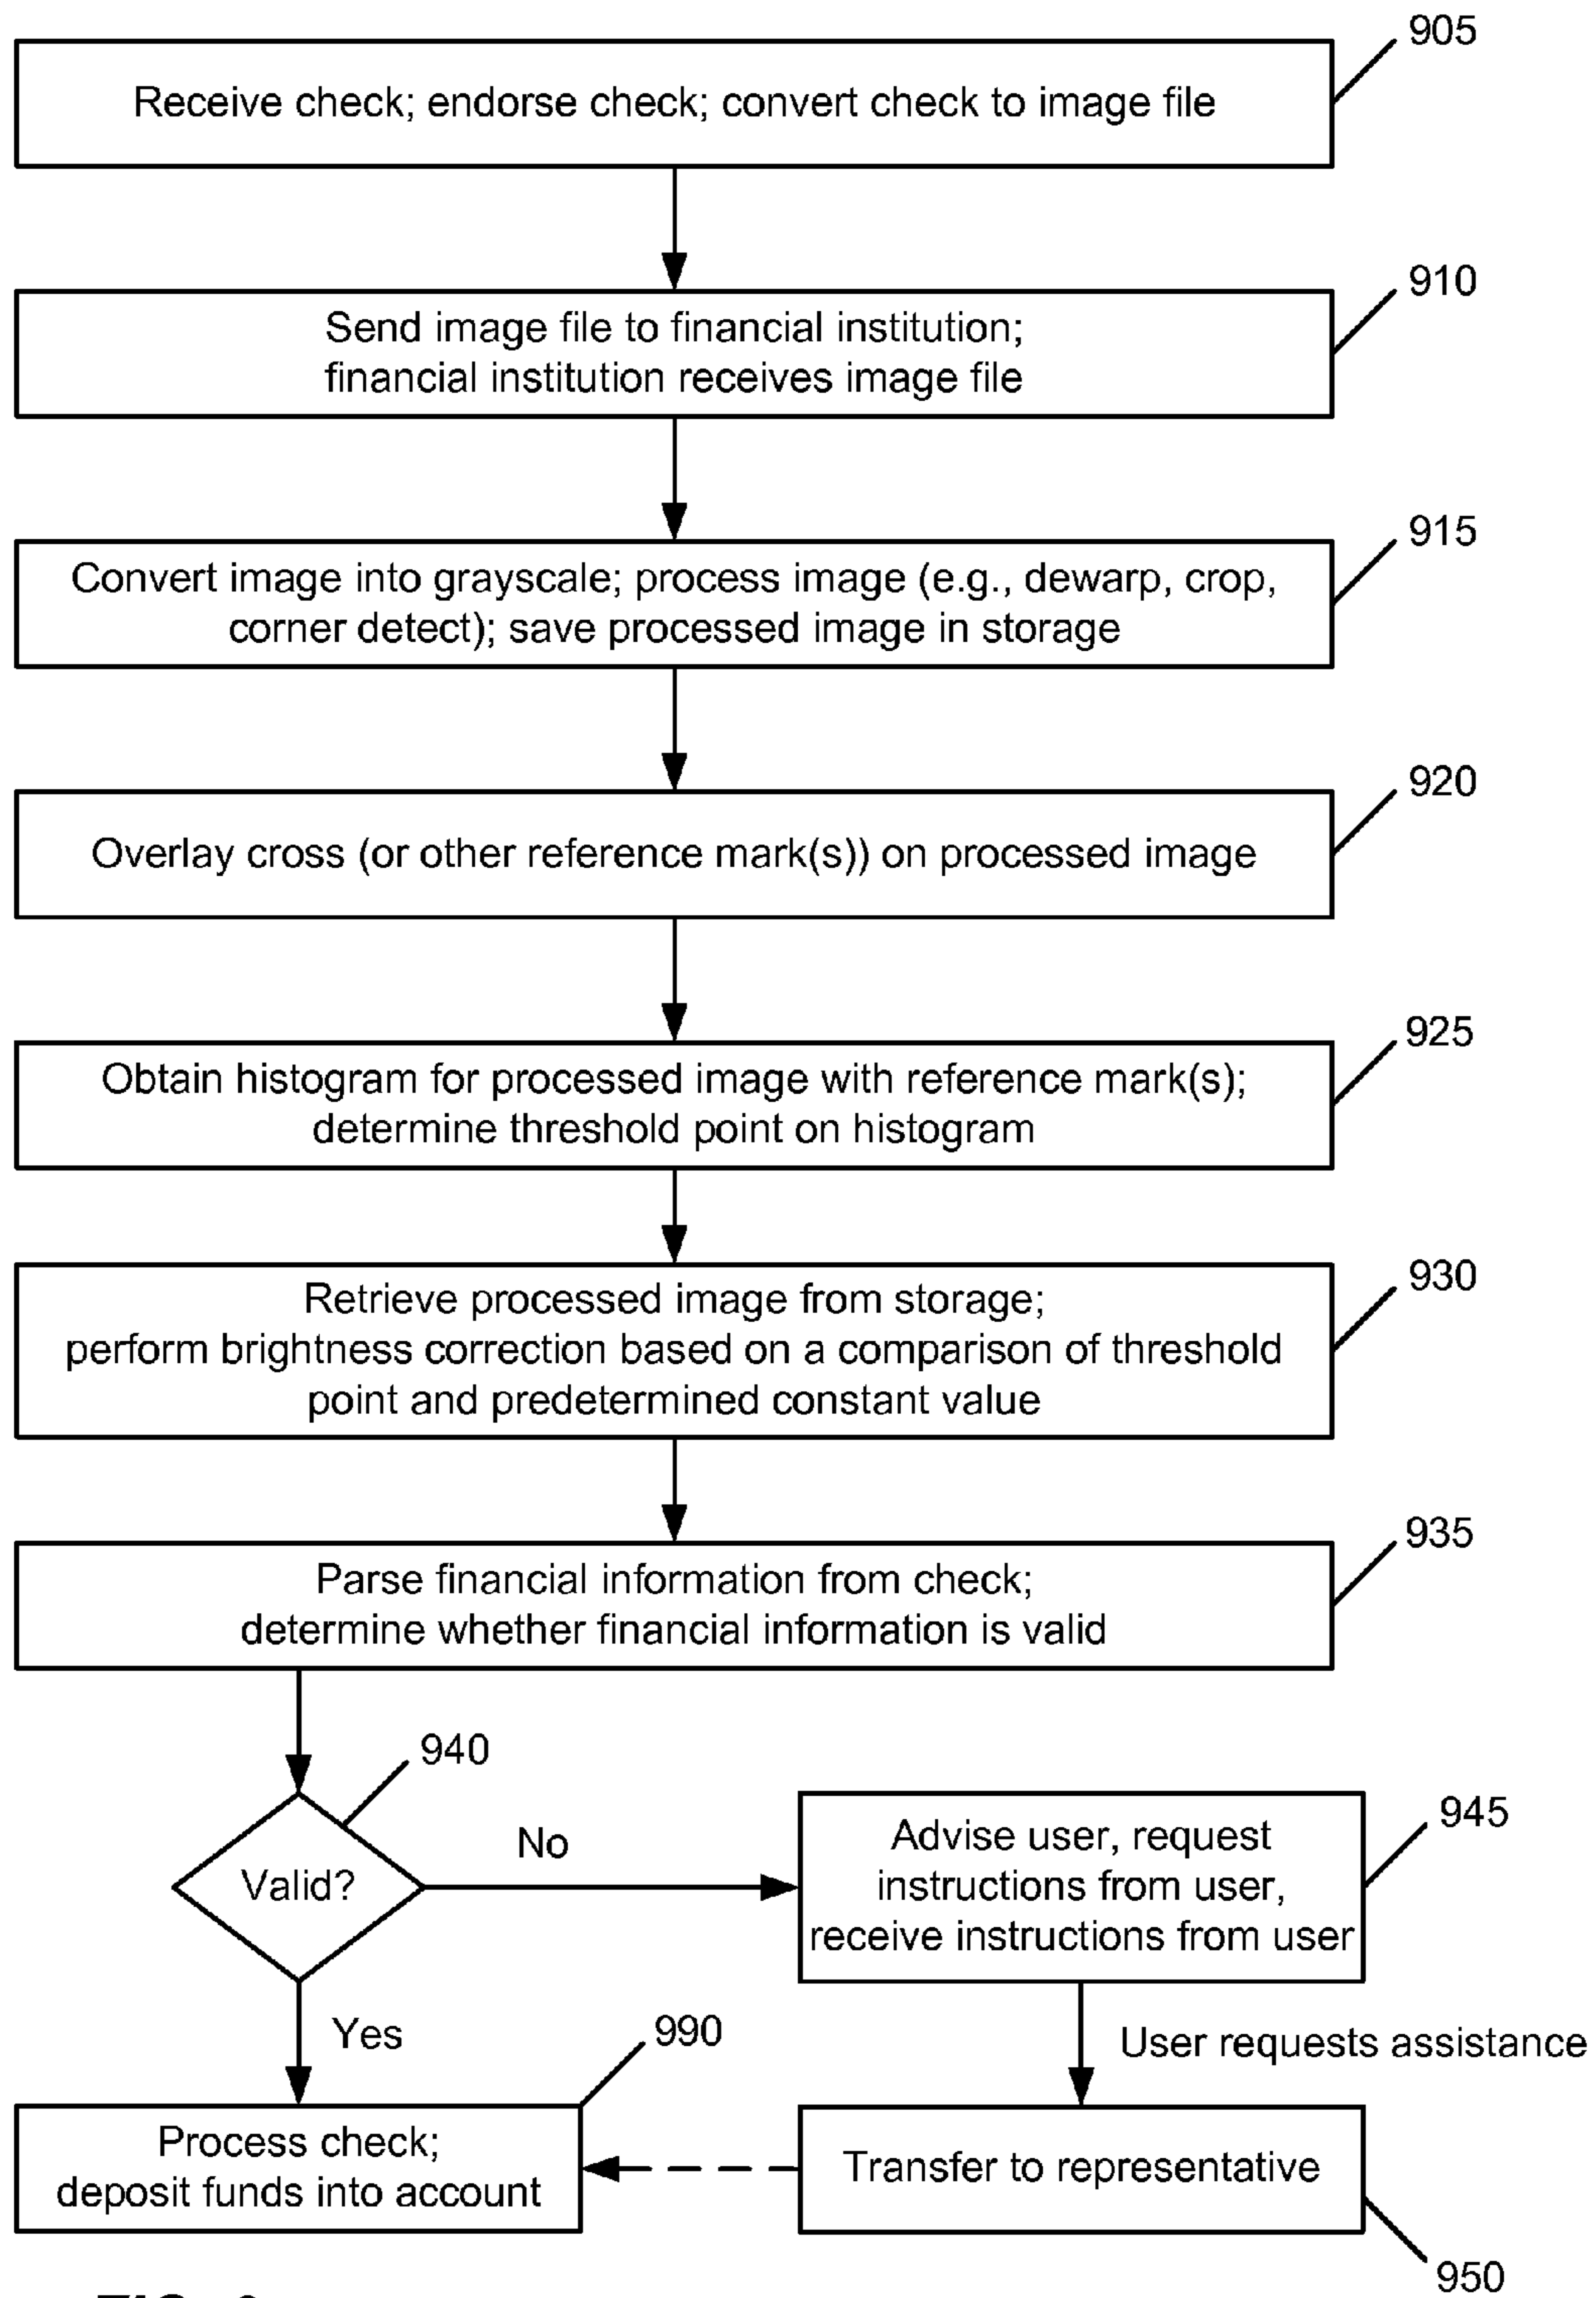 905
Receive check; endorse check; convert check to image file
910
Send image file to financial institution;
financial institution receives image file
915
Convert image into grayscale; process image (e.g., dewarp, crop,
corner detect); save processed image in storage
920
Overlay cross (or other reference mark(s)) on processed image
925
Obtain histogram for processed image with reference mark(s);
determine threshold point on histogram
930
Retrieve processed image from storage;
perform brightness correction based on a comparison of threshold
point and predetermined constant value
935
Parse financial information from check;
determine whether financial information is valid
940
Valid?
No
945
Advise user, request
instructions from user,
receive instructions from user
Yes
User requests assistance
990
Process check;
deposit funds into account
Transfer to representative
950